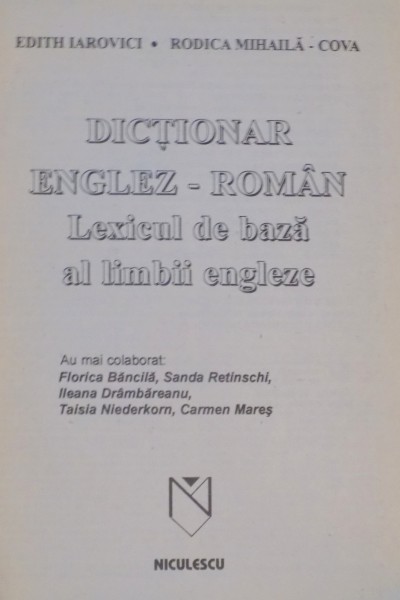 EDITH IAROVICI • RODICA MIHAILĂ - COVA
DICȚIONAR
ENGLEZ - ROMÂN
Lexicul de bază
al limbii engleze
Au mai colaborat:
Florica Băncilă, Sanda Retinschi,
Ileana Drâmbăreanu,
Taisia Niederkorn, Carmen Mareș
NICULESCU